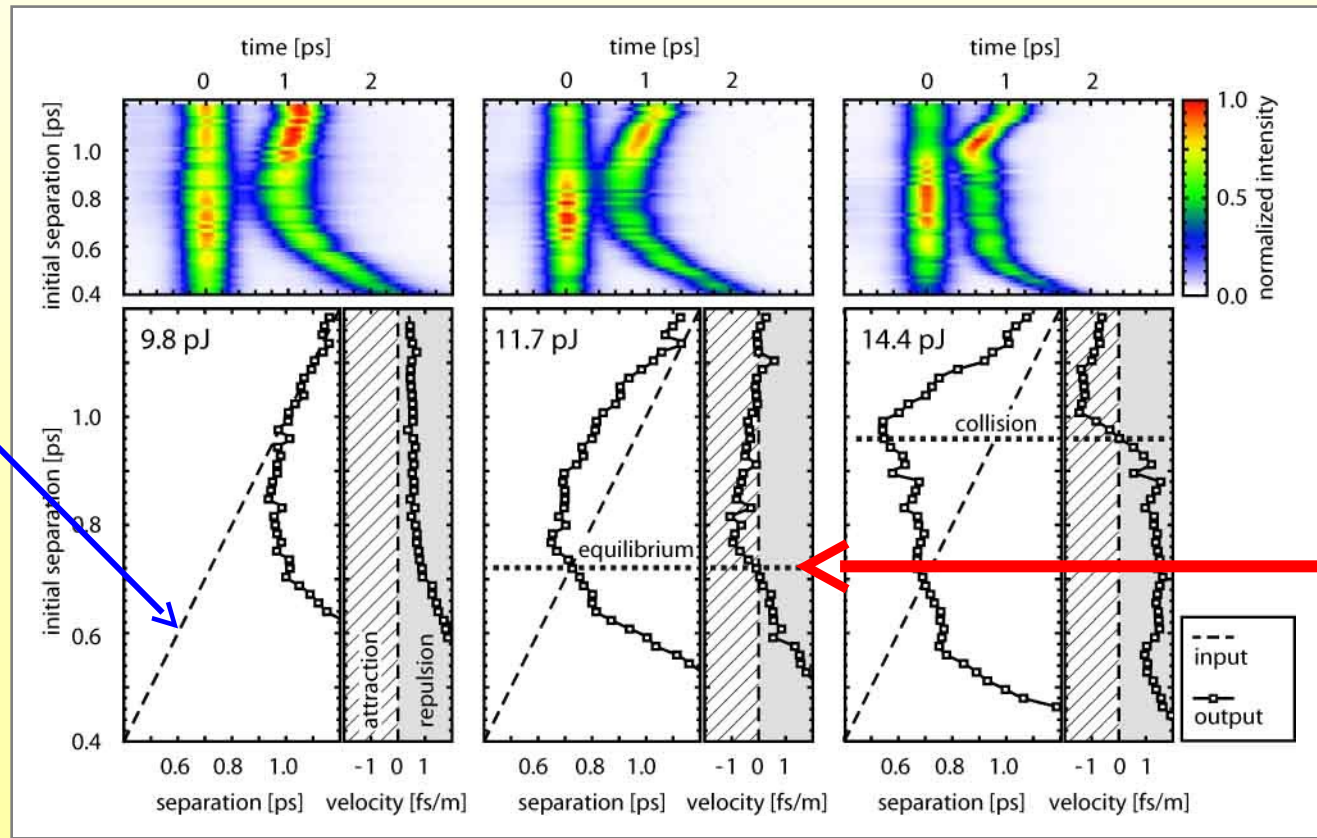 time [ps]
time [ps]
time [ps]
0 1 2
0 1 2
0 1 2
initial separation [ps]
1.0
0.8
0.6
0.4
1.0
0.5
0.0
normalized intensity
9.8 pJ
11.7 pJ
14.4 pJ
initial separation [ps]
1.0
0.8
0.6
0.4
collision
equilibrium
attraction
repulsion
input
output
0.6 0.8 1.0
-1 0 1
0.6 0.8 1.0
-1 0 1
0.6 0.8 1.0
-1 0 1
separation [ps]
velocity [fs/m]
separation [ps]
velocity [fs/m]
separation [ps]
velocity [fs/m]